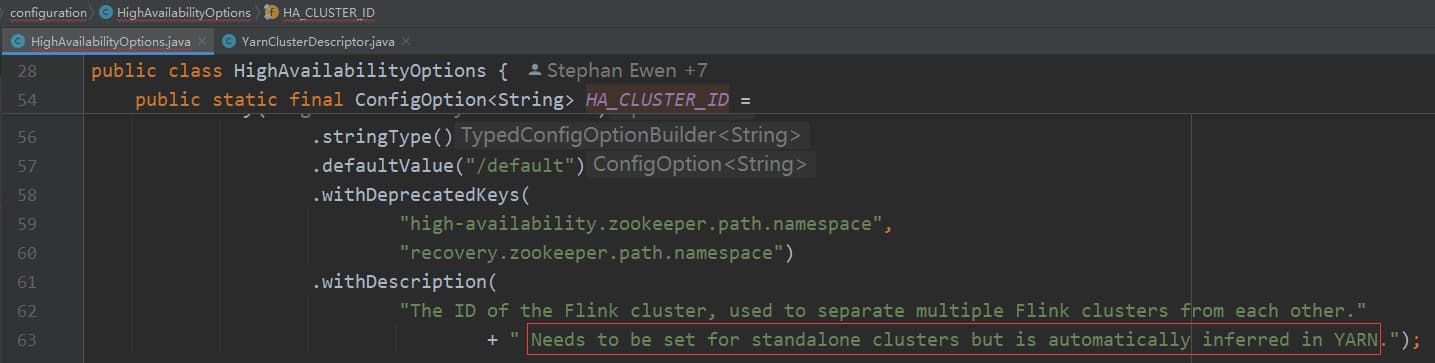 configuration HighAvailabilityOptions HA_CLUSTER_ID
HighAvailabilityOptions.java YarnClusterDescriptor.java
28 public class HighAvailabilityOptions { Stephan Ewen +7
54 public static final ConfigOption<String> HA_CLUSTER_ID =
56 .stringType() TypedConfigOptionBuilder<String>
57 .defaultValue("/default") ConfigOption<String>
58 .withDeprecatedKeys(
59 "high-availability.zookeeper.path.namespace",
60 "recovery.zookeeper.path.namespace")
61 .withDescription(
62 "The ID of the Flink cluster, used to separate multiple Flink clusters from each other."
63 + " Needs to be set for standalone clusters but is automatically inferred in YARN.");